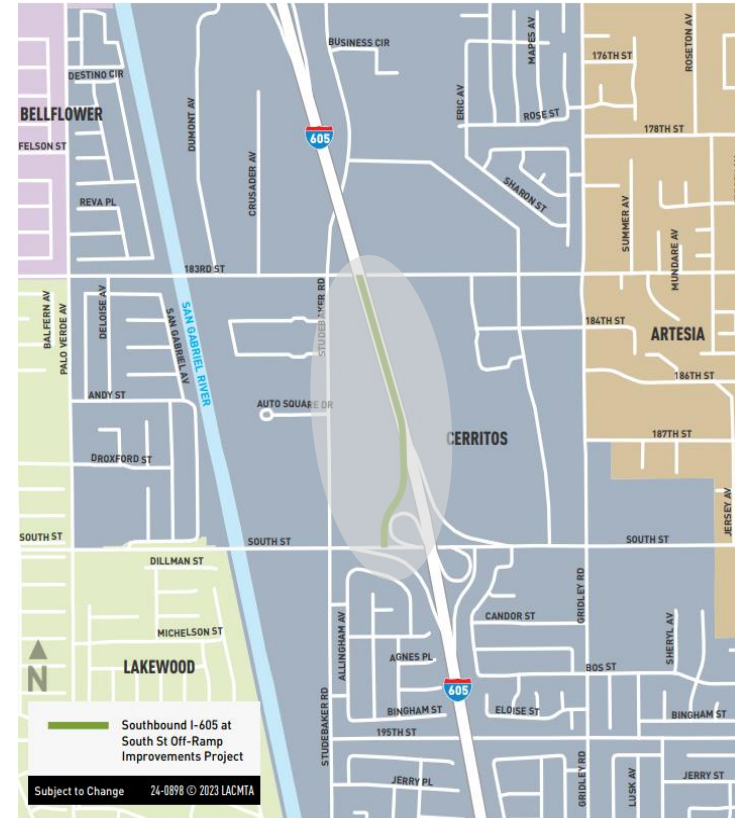 BUSINESS CIR
MAPES AV
ROSETON AV
176TH ST
DESTINO CIR
ERIC AV
BELLFLOWER
DUMONT AV
ROSE ST
178TH ST
605
FELSON ST
CRUSADER AV
SHARON ST
REVA PL
SUMMER AV
MUNDARE AV
183RD ST
BALFERN AV
PALO VERDE AV
DELOISE AV
SAN GABRIEL AV
SAN GABRIEL RIVER
STUDEBAKER RD
184TH ST
ARTESIA
186TH ST
ANDY ST
AUTO SQUARE DR
CERRITOS
187TH ST
DROXFORD ST
JERSEY AV
SOUTH ST
SOUTH ST
SOUTH ST
DILLMAN ST
GRIDLEY RD
CANDOR ST
MICHELSON ST
ALLINGHAM AV
SHERYL AV
N
LAKEWOOD
AGNES PL
BOS ST
605
STUDEBAKER RD
BINGHAM ST
ELOISE ST
BINGHAM ST
195TH ST
JERRY PL
GRIDLEY RD
LUSK AV
JERRY ST
Southbound I-605 at
South St Off-Ramp
Improvements Project
Subject to Change 24-0898 © 2023 LACMTA